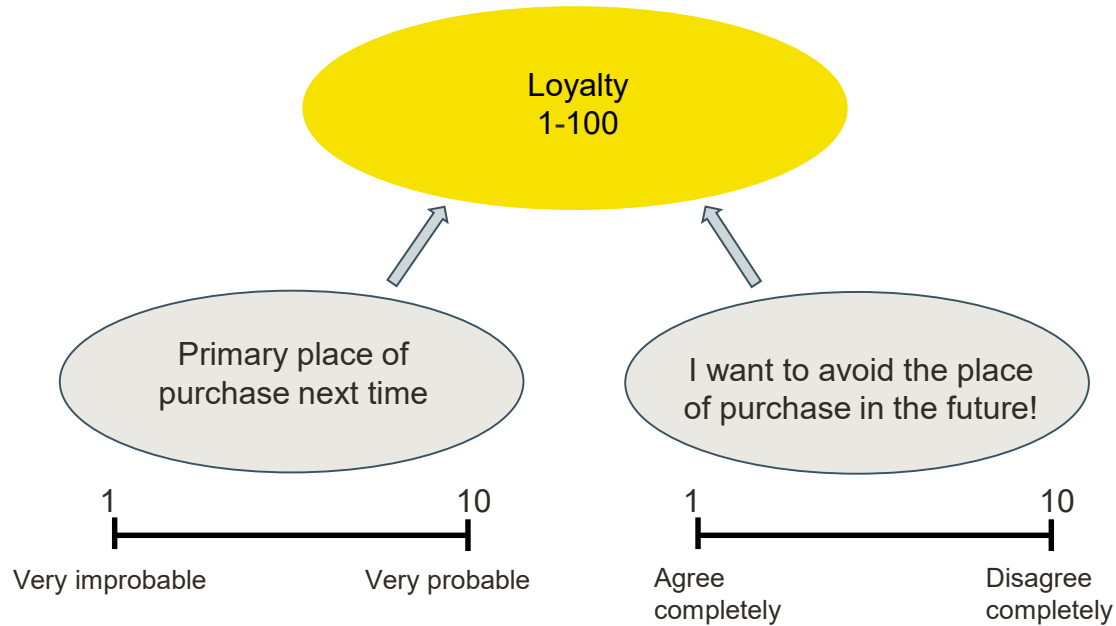 Loyalty
1-100
Primary place of
purchase next time
I want to avoid the place
of purchase in the future!
1
10
1
10
Very improbable
Very probable
Agree
completely
Disagree
completely